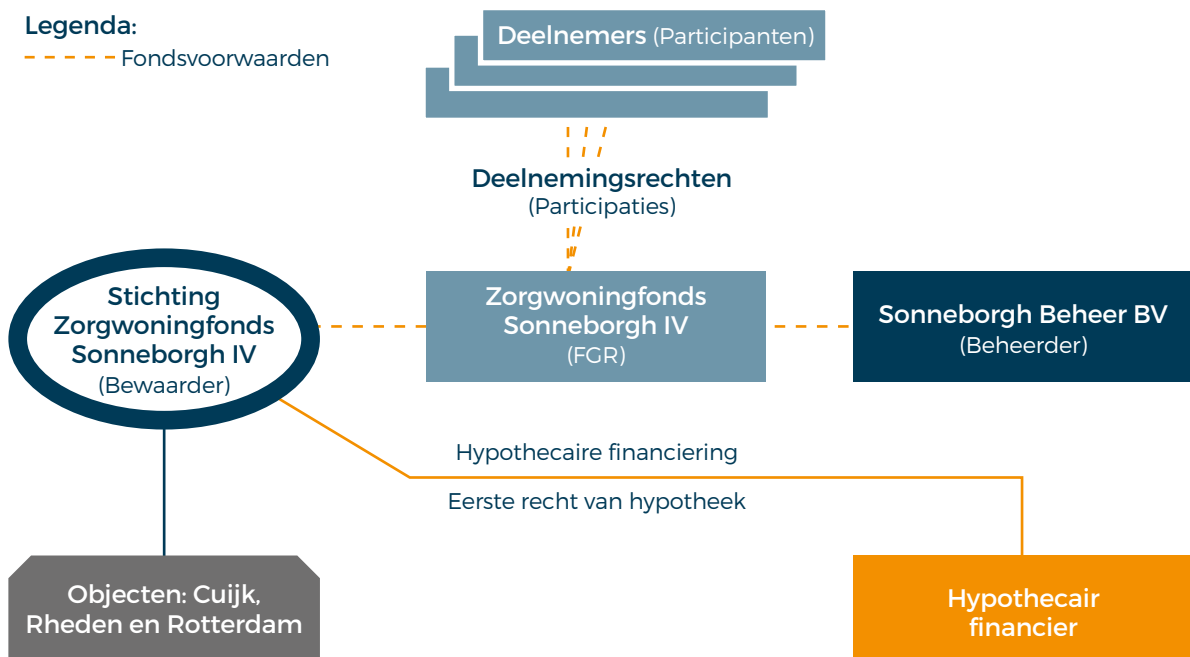 Legenda:
Fondsvoorwaarden
Deelnemers (Participanten)
Deelnemingsrechten
(Participaties)
Stichting
Zorgwoningfonds
Sonneborgh IV
(Bewaarder)
Zorgwoningfonds
Sonneborgh IV
(FGR)
Sonneborgh Beheer BV
(Beheerder)
Hypothecaire financiering
Eerste recht van hypotheek
Objecten: Cuijk,
Rheden en Rotterdam
Hypothecair
financier